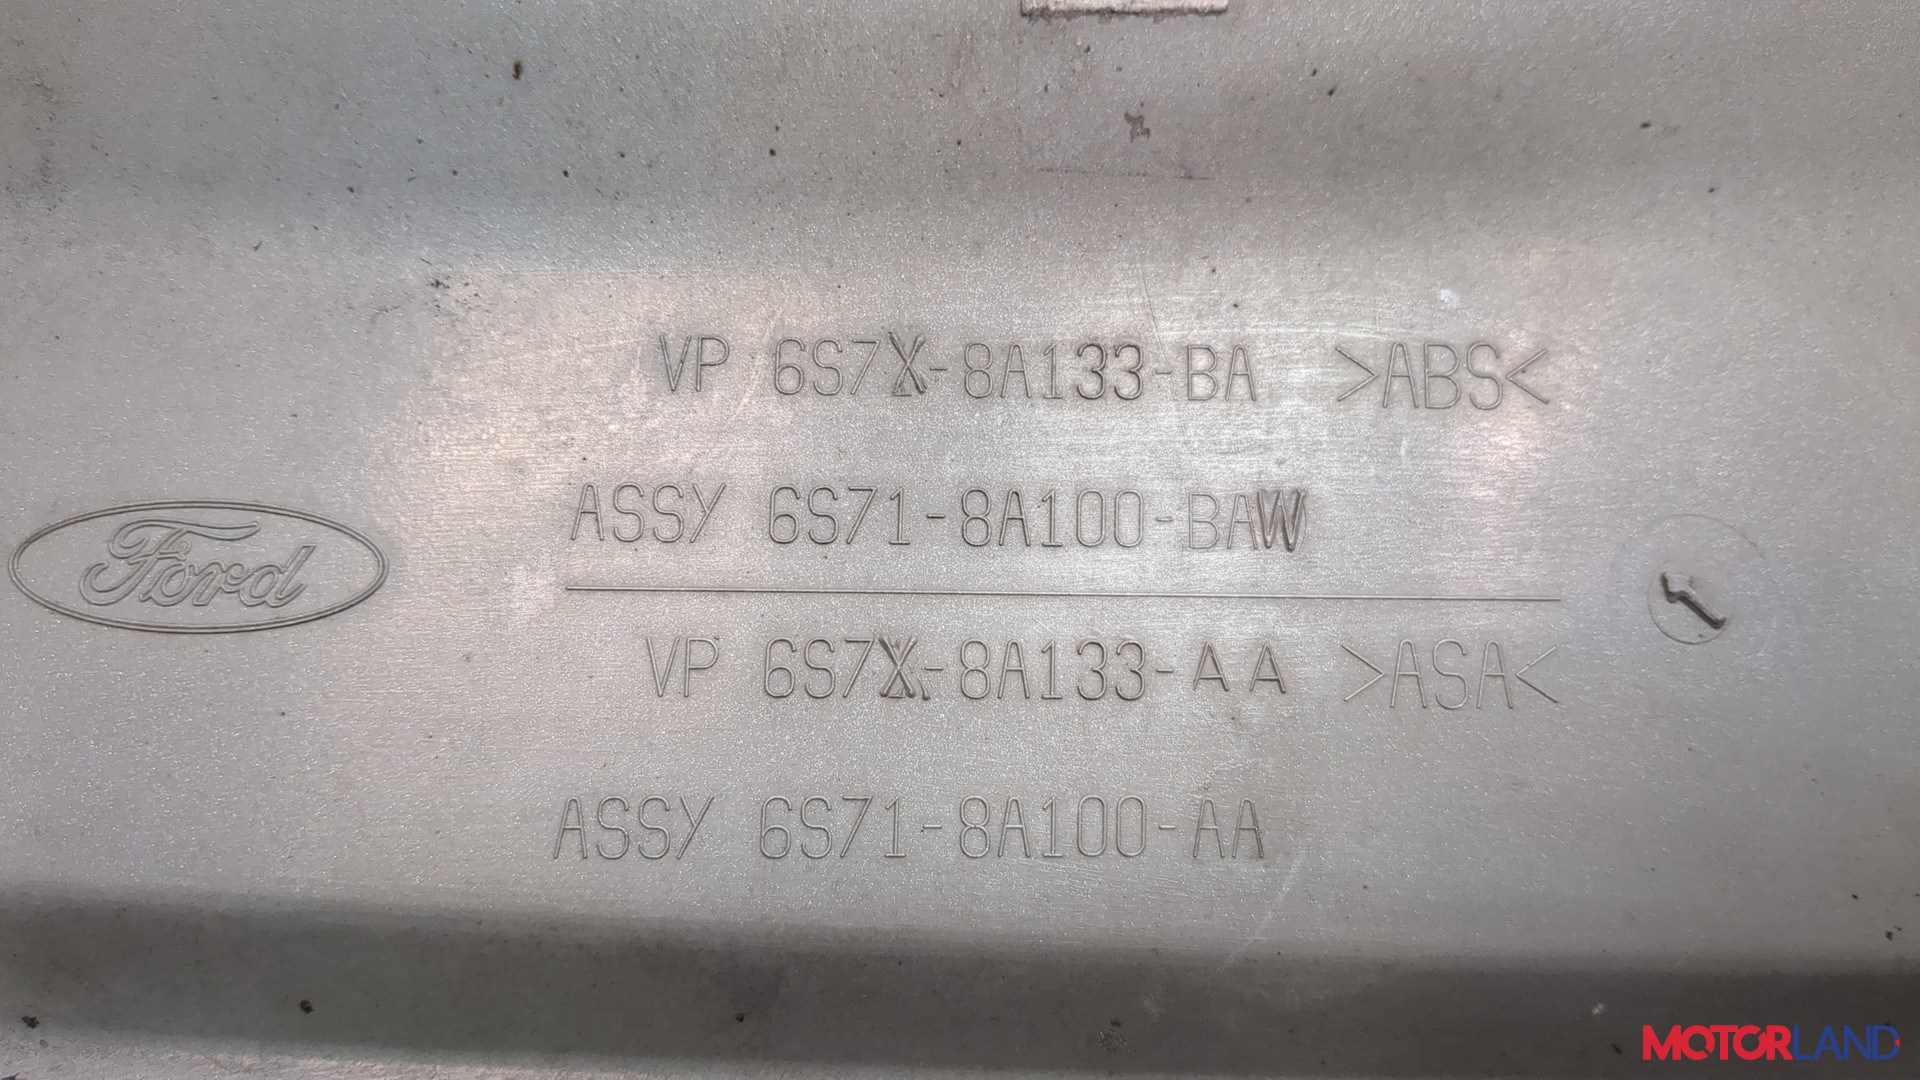 VP 6S7X-8A133-BA >ABS<
ASSY 6S71-8A100-BAW
Ford
VP 6S7X-8A133-AA >ASA<
ASSY 6S71-8A100-AA
MOTORLAND